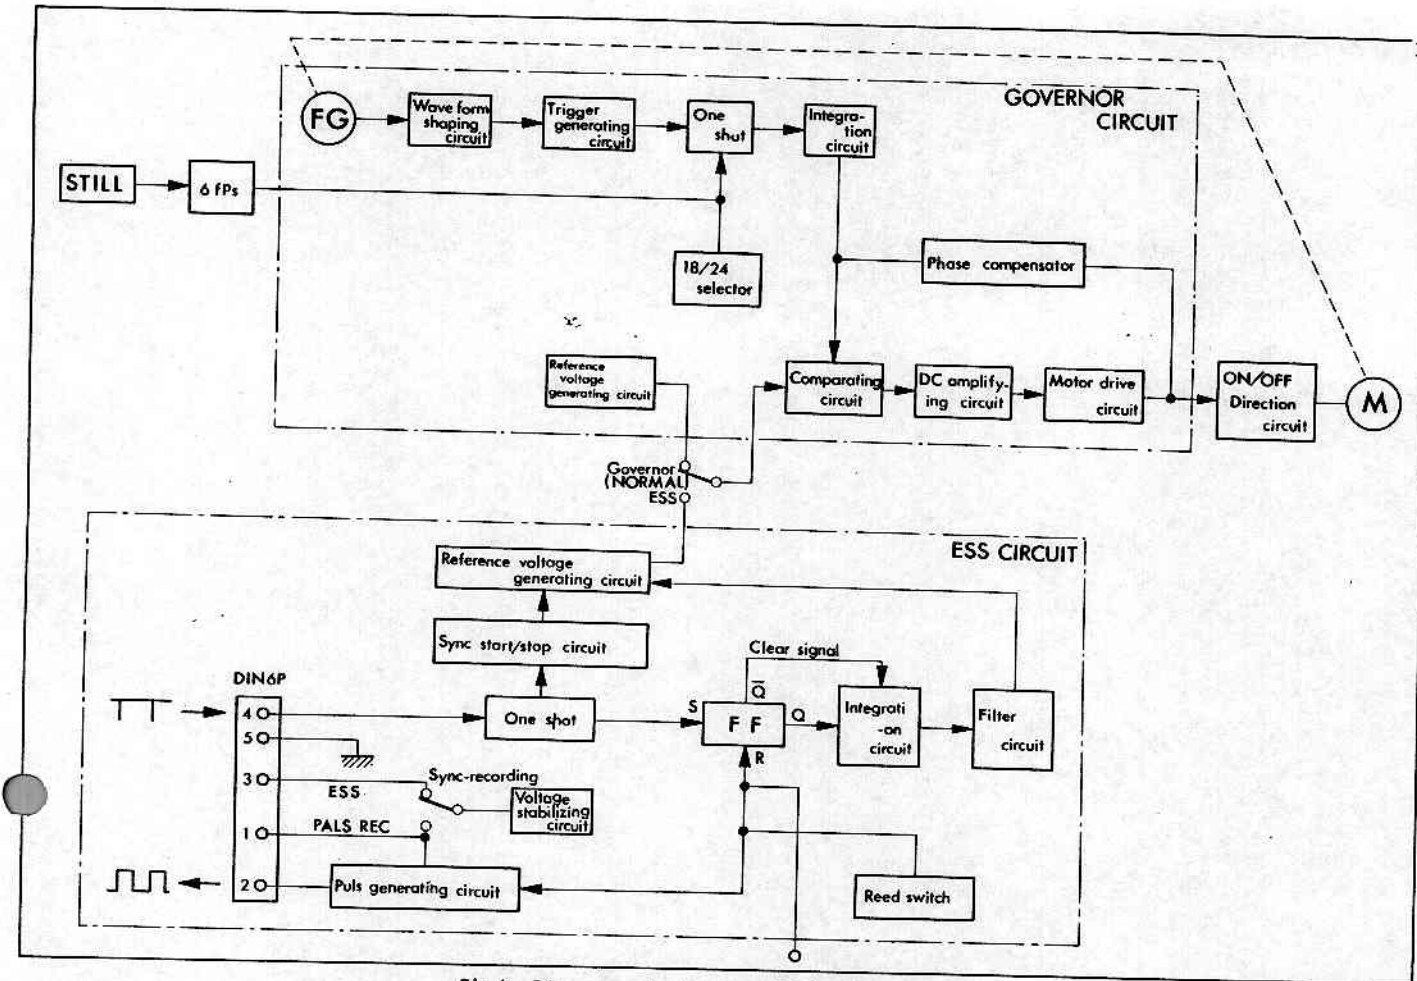 GOVERNOR
CIRCUIT
FG
Wave form
shaping
circuit
Trigger
generating
circuit
One
shut
Integra-
tion
circuit
STILL
6 fPs
18/24
selector
Phase compensator
Reference
voltage
generating circuit
Comparating
circuit
DC amplify-
ing circuit
Motor drive
circuit
ON/OFF
Direction
circuit
M
Governor
(NORMAL)
ESS
ESS CIRCUIT
Reference voltage
generating circuit
Sync start/stop circuit
Clear signal
DIN6P
Q̅
4
One shot
S
F F
Q
R
Integrati
-on
circuit
Filter
circuit
5
3
ESS
Sync-recording
Voltage
stabilizing
circuit
1
PALS REC
2
Puls generating circuit
Reed switch